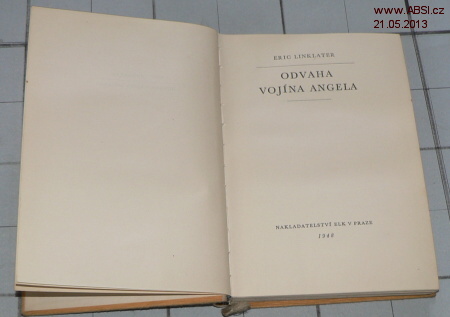 www.ABSI.cz
21.05.2013
ERIC LINKLATER
ODVAHA
VOJÍNA ANGELA
NAKLADATELSTVÍ ELK V PRAZE
1948